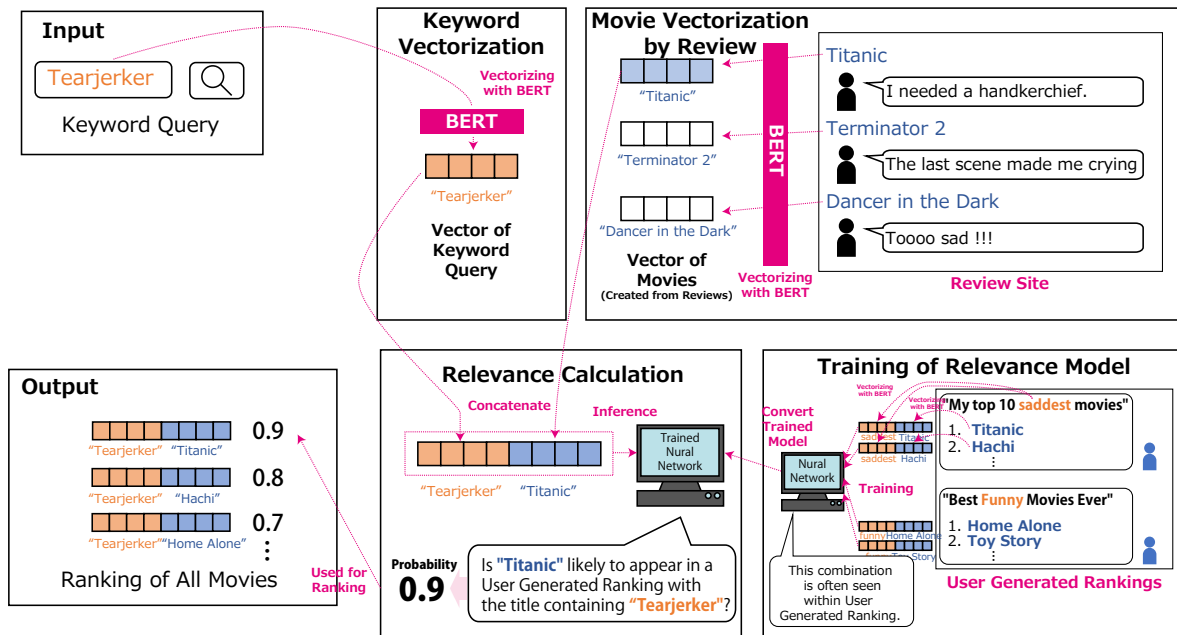 Input
Tearjerker
Keyword Query
Keyword
Vectorization
Vectorizing
with BERT
BERT
"Tearjerker"
Vector of
Keyword
Query
Movie Vectorization
by Review
"Titanic"
"Terminator 2"
"Dancer in the Dark"
Vector of
Movies
(Created from Reviews)
BERT
Vectorizing
with BERT
Titanic
I needed a handkerchief.
Terminator 2
The last scene made me crying
Dancer in the Dark
Toooo sad !!!
Review Site
Output
0.9
"Tearjerker" "Titanic"
0.8
"Tearjerker" "Hachi"
0.7
"Tearjerker" "Home Alone"
⋮
Ranking of All Movies
Used for
Ranking
Relevance Calculation
Concatenate
Inference
"Tearjerker" "Titanic"
Trained
Nural
Network
Probability
0.9
Is "Titanic" likely to appear in a
User Generated Ranking with
the title containing "Tearjerker"?
Training of Relevance Model
Convert
Trained
Model
Nural
Network
Vectorizing
with BERT
Vectorizing
with BERT
saddest Titanic
saddest Hachi
Training
funny Home Alone
Story
This combination
is often seen
within User
Generated Ranking.
"My top 10 saddest movies"
1. Titanic
2. Hachi
⋮
"Best Funny Movies Ever"
1. Home Alone
2. Toy Story
⋮
User Generated Rankings